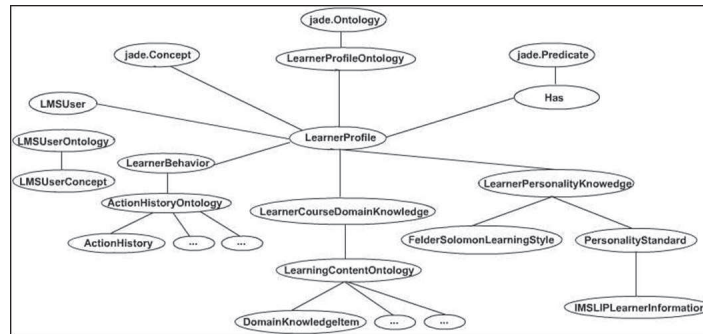 jade.Ontology
jade.Concept
LearnerProfileOntology
jade.Predicate
LMSUser
Has
LearnerProfile
LMSUserOntology
LearnerBehavior
LMSUserConcept
LearnerPersonalityKnowedge
ActionHistoryOntology
LearnerCourseDomainKnowledge
ActionHistory
...
...
FelderSolomonLearningStyle
PersonalityStandard
LearningContentOntology
IMSLIPLearnerInformation
DomainKnowledgeItem
...
...